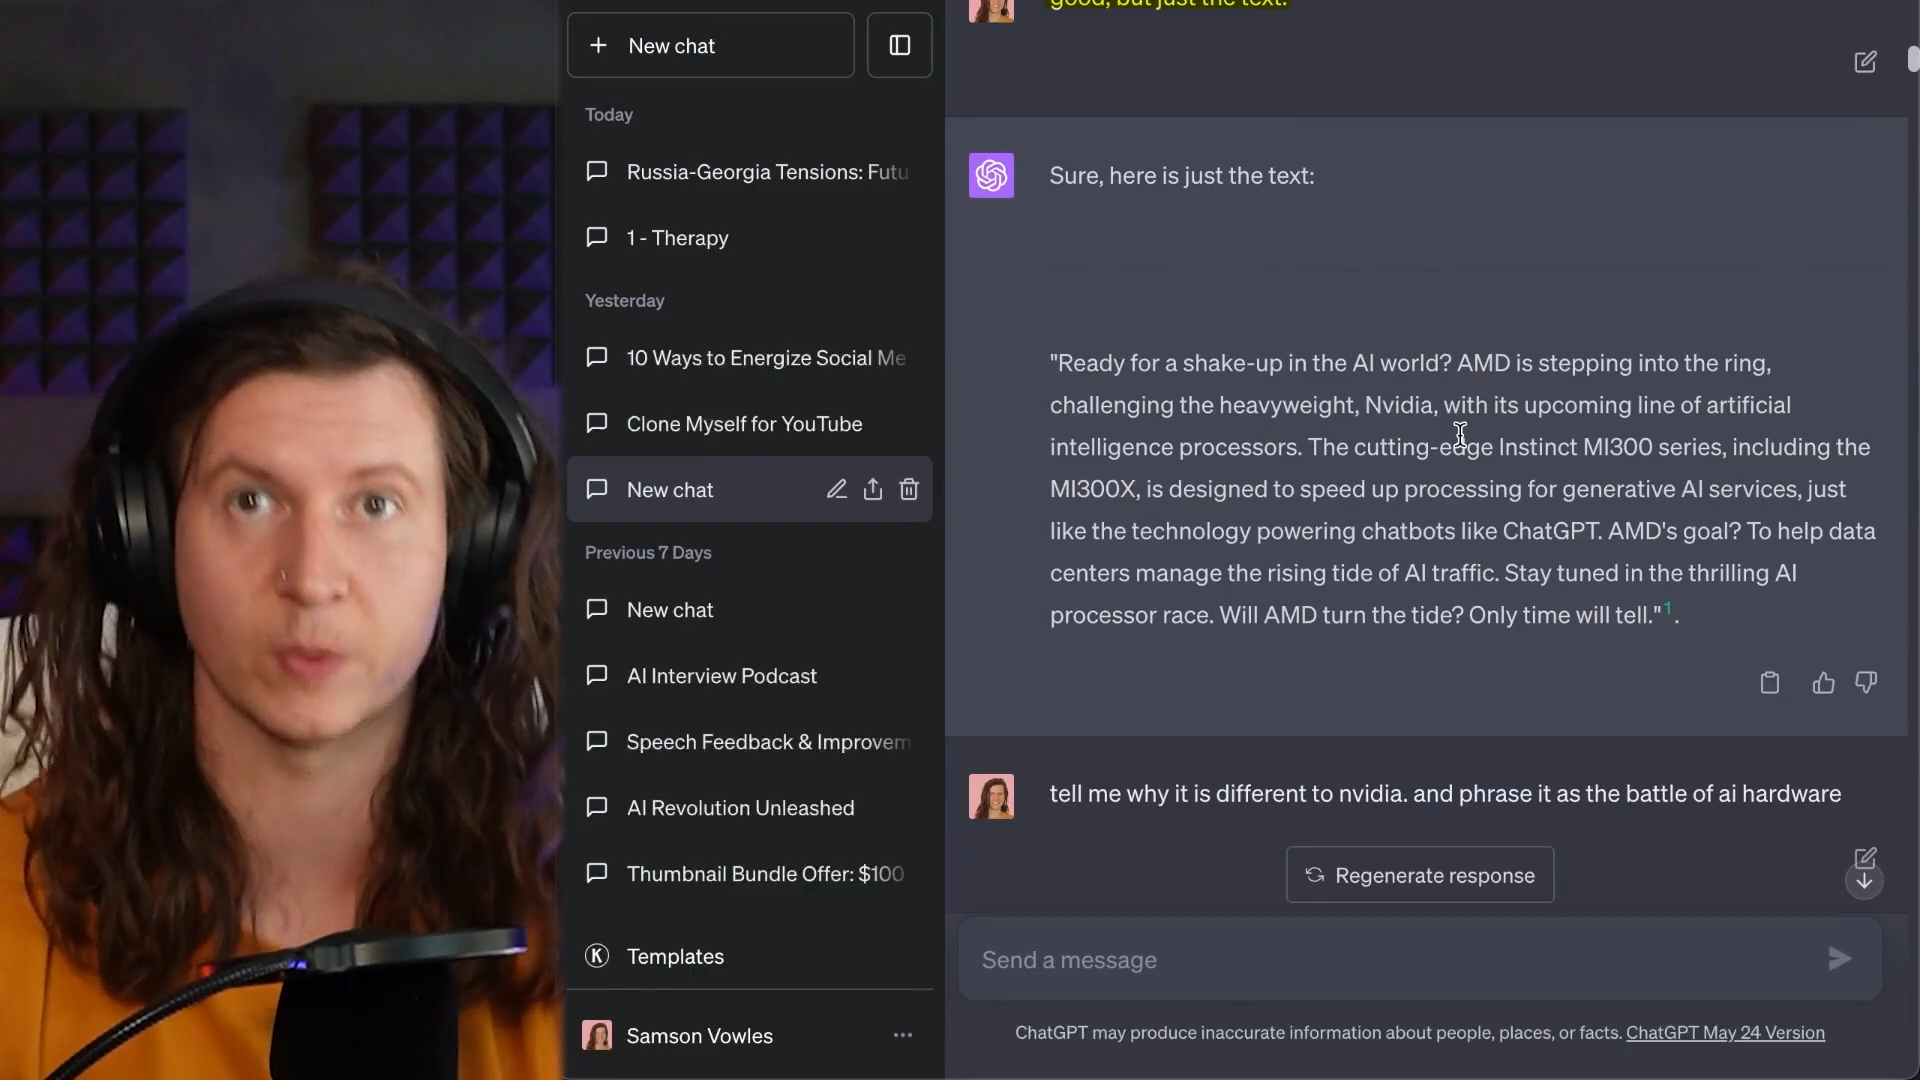 New chat
Today
Russia-Georgia Tensions: Futu
1 - Therapy
Yesterday
10 Ways to Energize Social Me
Clone Myself for YouTube
New chat
Previous 7 Days
New chat
AI Interview Podcast
Speech Feedback & Improvem
AI Revolution Unleashed
Thumbnail Bundle Offer: $100
Templates
Samson Vowles
good, but just the text.
Sure, here is just the text:
"Ready for a shake-up in the AI world? AMD is stepping into the ring,
challenging the heavyweight, Nvidia, with its upcoming line of artificial
intelligence processors. The cutting-edge Instinct MI300 series, including the
MI300X, is designed to speed up processing for generative AI services, just
like the technology powering chatbots like ChatGPT. AMD's goal? To help data
centers manage the rising tide of AI traffic. Stay tuned in the thrilling AI
processor race. Will AMD turn the tide? Only time will tell." 1.
tell me why it is different to nvidia. and phrase it as the battle of ai hardware
Regenerate response
Send a message
ChatGPT may produce inaccurate information about people, places, or facts. ChatGPT May 24 Version